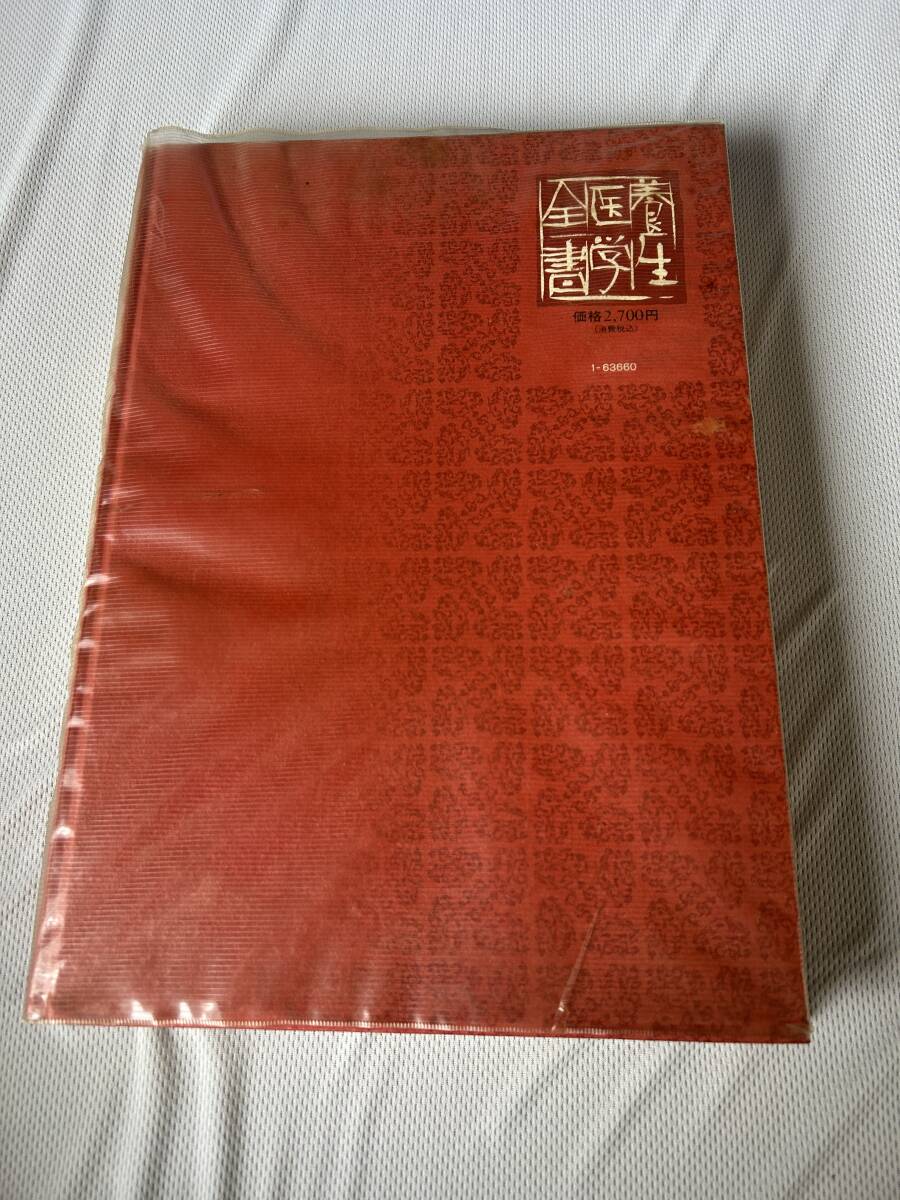 養生
医学
全書
価格2,700円
(消費税込)
1-63660